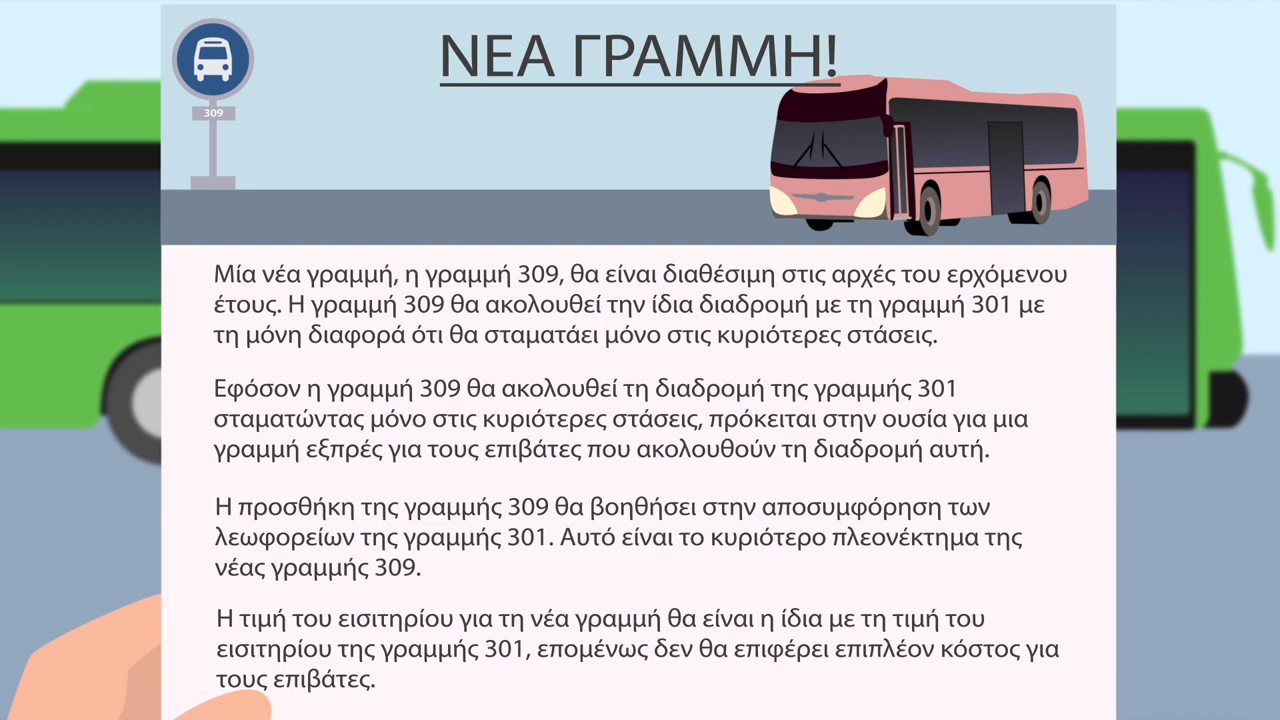 ΝΕΑ ΓΡΑΜΜΗ!
309
Μία νέα γραμμή, η γραμμή 309, θα είναι διαθέσιμη στις αρχές του ερχόμενου
έτους. Η γραμμή 309 θα ακολουθεί την ίδια διαδρομή με τη γραμμή 301 με
τη μόνη διαφορά ότι θα σταματάει μόνο στις κυριότερες στάσεις.
Εφόσον η γραμμή 309 θα ακολουθεί τη διαδρομή της γραμμής 301
σταματώντας μόνο στις κυριότερες στάσεις, πρόκειται στην ουσία για μια
γραμμή εξπρές για τους επιβάτες που ακολουθούν τη διαδρομή αυτή.
Η προσθήκη της γραμμής 309 θα βοηθήσει στην αποσυμφόρηση των
λεωφορείων της γραμμής 301. Αυτό είναι το κυριότερο πλεονέκτημα της
νέας γραμμής 309.
Η τιμή του εισιτηρίου για τη νέα γραμμή θα είναι η ίδια με τη τιμή του
εισιτηρίου της γραμμής 301, επομένως δεν θα επιφέρει επιπλέον κόστος για
τους επιβάτες.